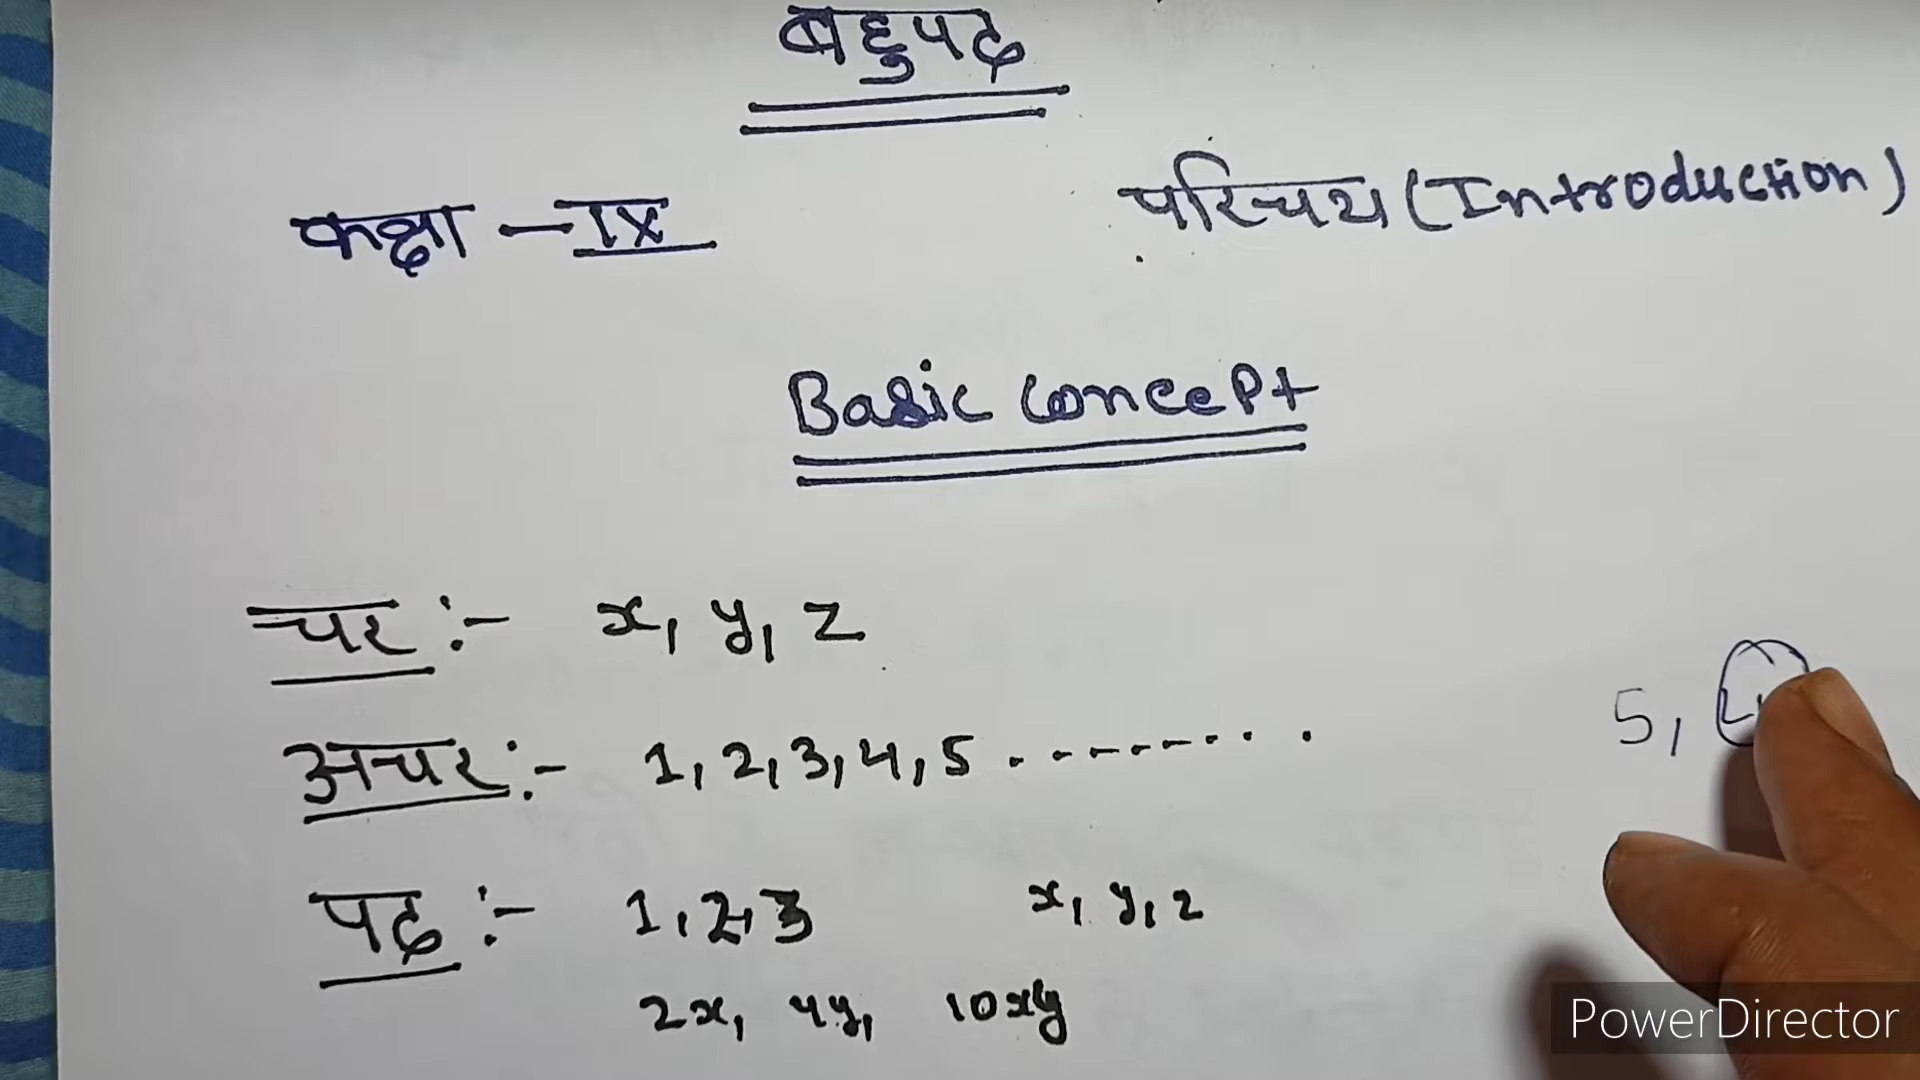 बहुपद
कक्षा – IX
परिचय (Introduction)
Basic concept
चर :- x, y, z
अचर :- 1, 2, 3, 4, 5 . - - - - - . . .
5,
पद :- 1, 2, 3 x, y, z
2x, 4y, 10xy
PowerDirector